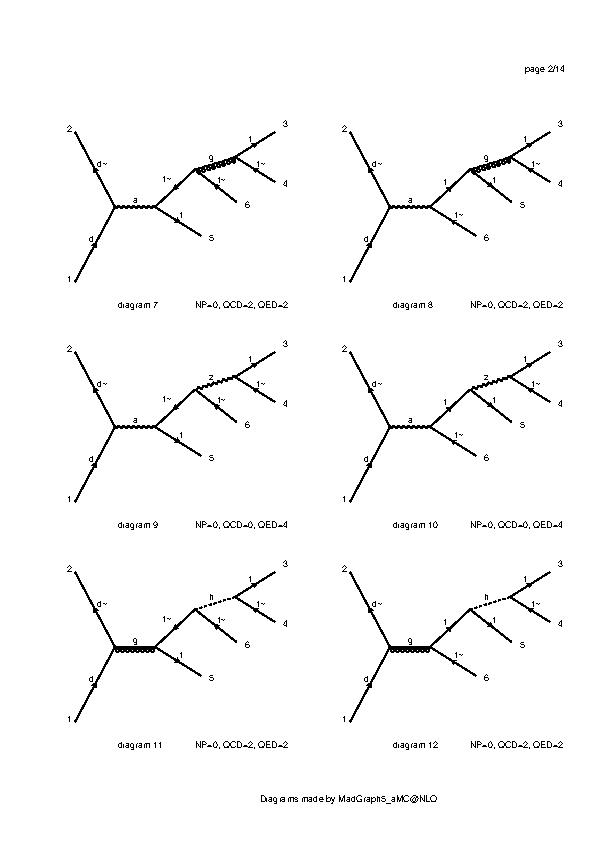 page 2/14
2 d~ d 1 a 1~ 1 g 1 3 1~ 4 1~ 6 5
diagram 7 NP=0, QCD=2, QED=2
2 d~ d 1 a 1 1~ g 1 3 1~ 4 1 5 6
diagram 8 NP=0, QCD=2, QED=2
2 d~ d 1 a 1~ 1 z 1 3 1~ 4 1~ 6 5
diagram 9 NP=0, QCD=0, QED=4
2 d~ d 1 a 1 1~ z 1 3 1~ 4 1 5 6
diagram 10 NP=0, QCD=0, QED=4
2 d~ d 1 g 1~ 1 h 1 3 1~ 4 1~ 6 5
diagram 11 NP=0, QCD=2, QED=2
2 d~ d 1 g 1 1~ h 1 3 1~ 4 1 5 6
diagram 12 NP=0, QCD=2, QED=2
Diagrams made by MadGraph5_aMC@NLO